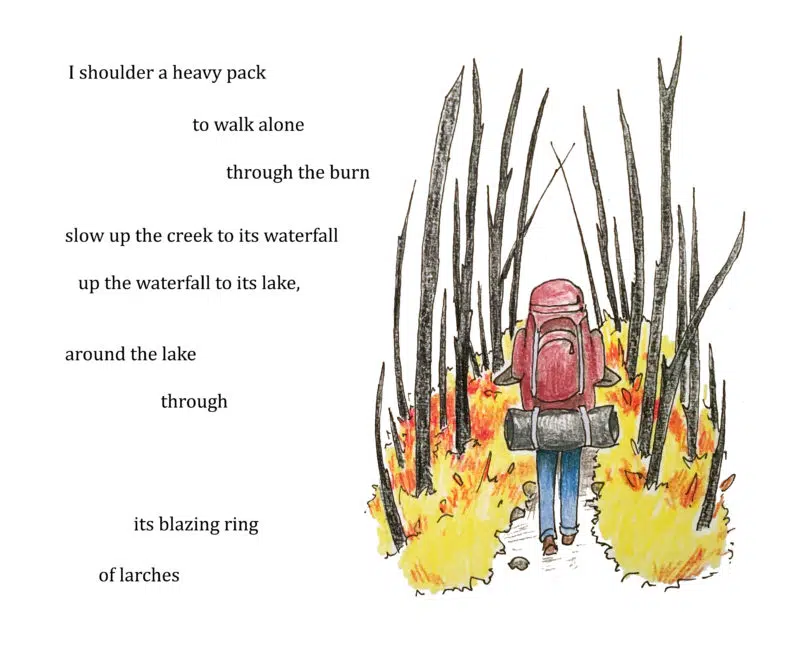 I shoulder a heavy pack
to walk alone
through the burn
slow up the creek to its waterfall
up the waterfall to its lake,
around the lake
through
its blazing ring
of larches